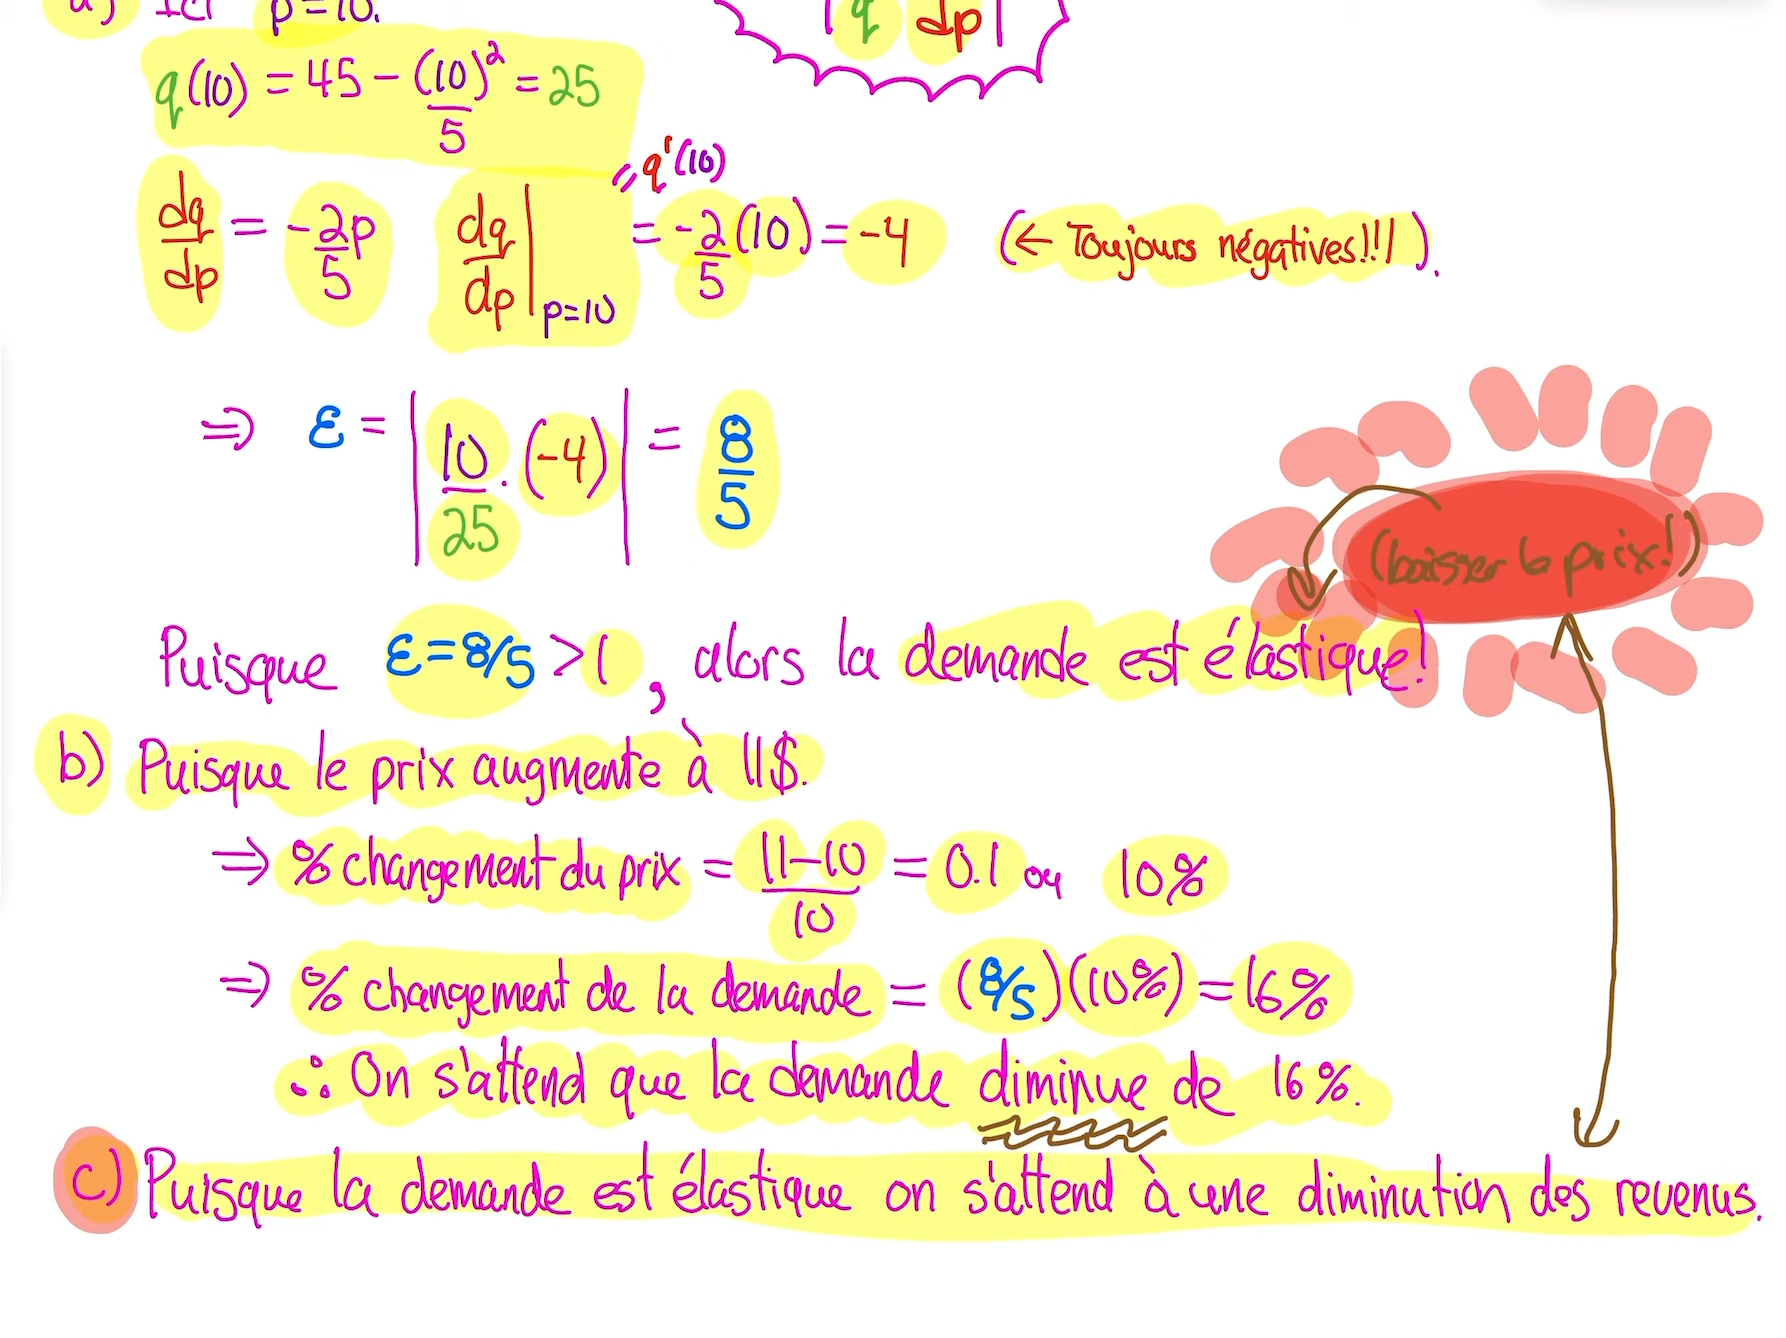 a) Ici p=10.
|q dp|
q(10) = 45 - (10)²/5 = 25
= q'(10)
dq/dp = -2p/5 dq/dp|p=10 = -2/5 (10) = -4 (← Toujours négatives!!! ).
⇒ ε = |10/25 · (-4)| = 8/5
(baisser le prix!)
Puisque ε=8/5 >1, alors la demande est élastique!
b) Puisque le prix augmente à 11$.
⇒ % changement du prix = 11-10/10 = 0.1 ou 10%
⇒ % changement de la demande = (8/5)(10%) = 16%
∴ On s'attend que la demande diminue de 16%.
c) Puisque la demande est élastique on s'attend à une diminution des revenus.